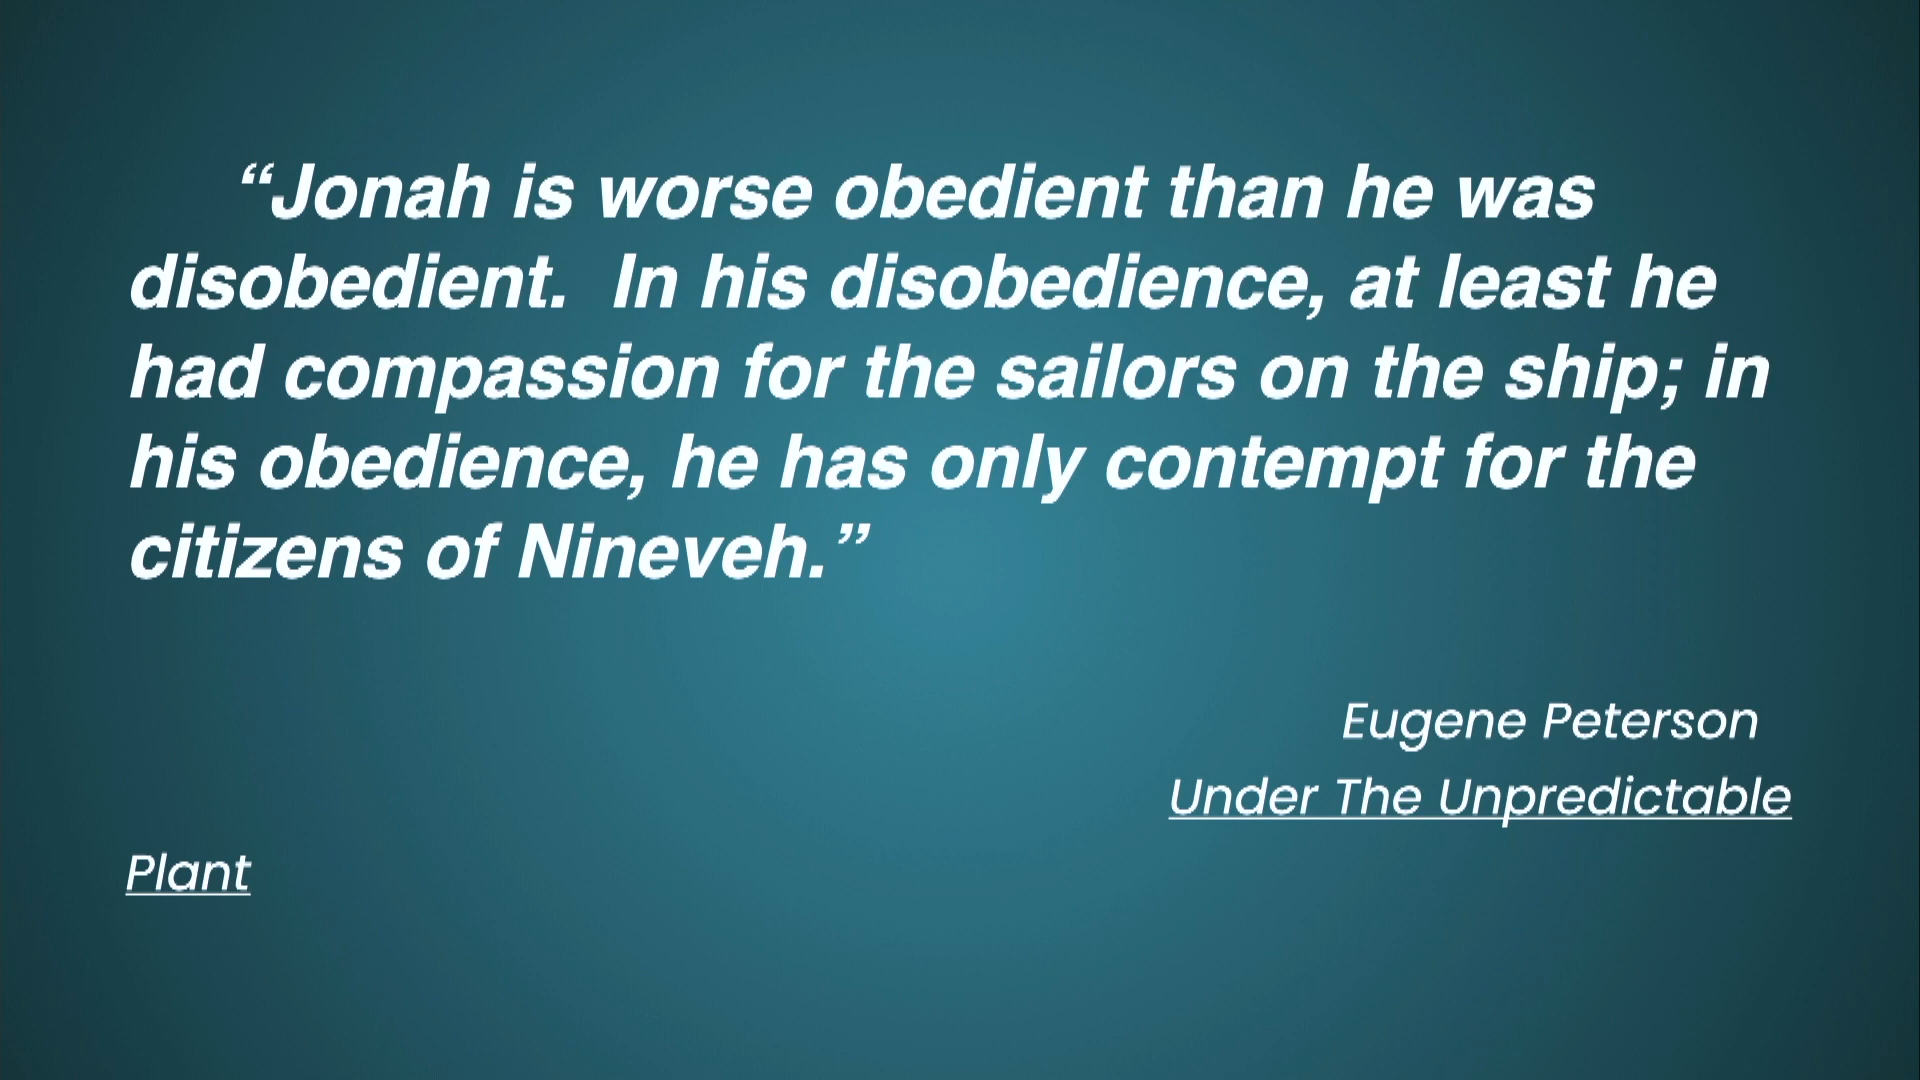 “Jonah is worse obedient than he was
disobedient.  In his disobedience, at least he
had compassion for the sailors on the ship; in
his obedience, he has only contempt for the
citizens of Nineveh.”
Eugene Peterson
Under The Unpredictable
Plant